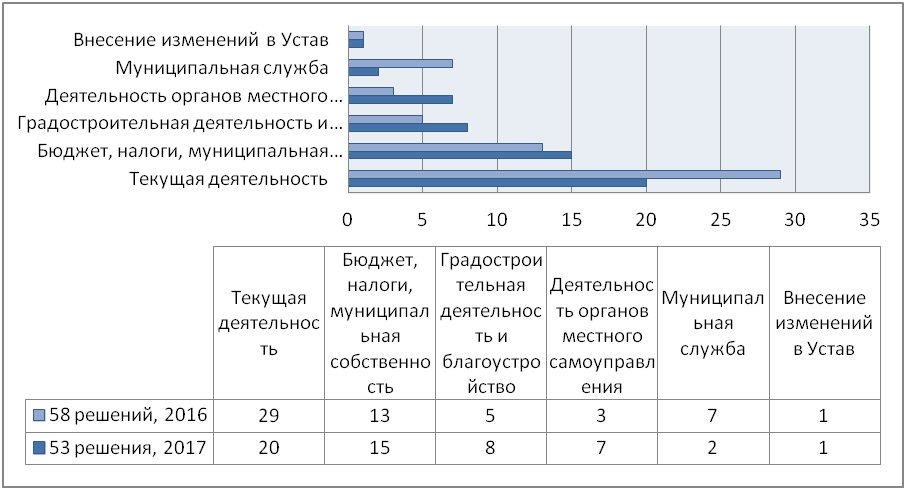 Внесение изменений в Устав
Муниципальная служба
Деятельность органов местного...
Градостроительная деятельность и...
Бюджет, налоги, муниципальная...
Текущая деятельность
0 5 10 15 20 25 30 35
Текущая
деятельнос
ть
Бюджет,
налоги,
муниципал
ьная
собственно
сть
Градострои
тельная
деятельнос
ть и
благоустро
йство
Деятельнос
ть органов
местного
самоуправл
ения
Муниципал
ьная
служба
Внесение
изменений
в Устав
58 решений, 2016 29 13 5 3 7 1
53 решения, 2017 20 15 8 7 2 1